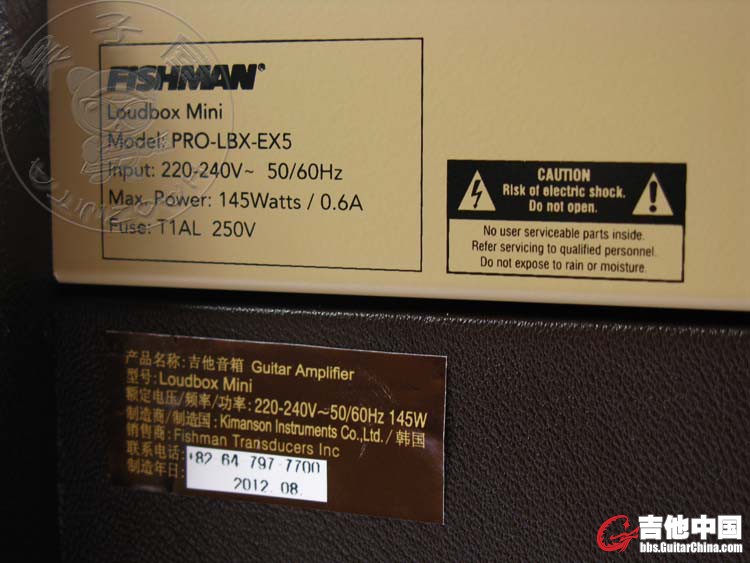 FISHMAN®
Loudbox Mini
Model: PRO-LBX-EX5
Input: 220-240V~ 50/60Hz
Max. Power: 145Watts / 0.6A
Fuse: T1AL 250V
CAUTION
Risk of electric shock.
Do not open.
No user serviceable parts inside.
Refer servicing to qualified personnel.
Do not expose to rain or moisture.
产品名称:吉他音箱 Guitar Amplifier
型号:Loudbox Mini
额定电压/频率/功率:220-240V~50/60Hz 145W
制造商/制造国:Kimanson Instruments Co.,Ltd./韩国
销售商:Fishman Transducers Inc
联系电话:+82 64 797-7700
制造年日:2012.08.
吉他中国
bbs.GuitarChina.com